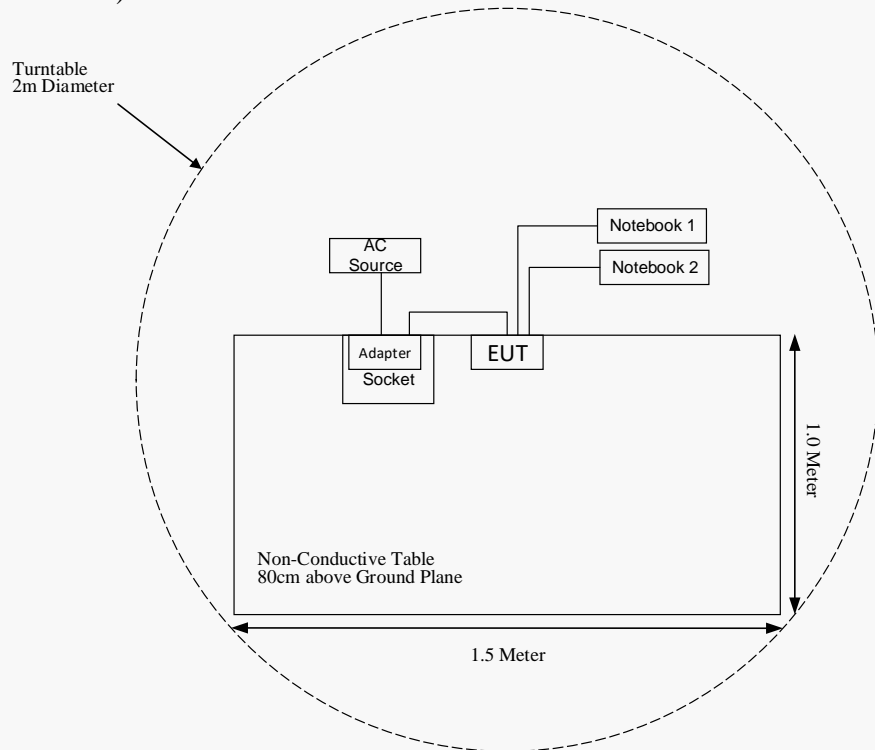 )
Turntable
2m Diameter
Notebook 1
Notebook 2
AC
Source
Adapter
Socket
EUT
1.0 Meter
Non-Conductive Table
80cm above Ground Plane
1.5 Meter